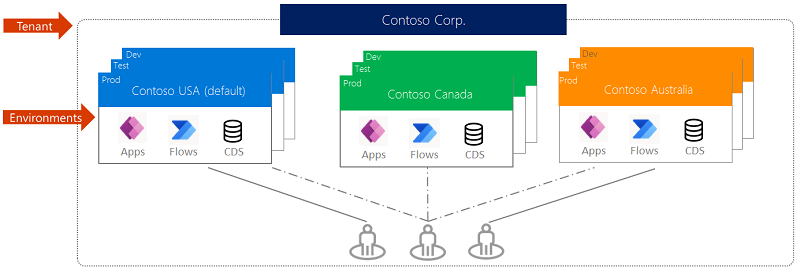 Tenant
Contoso Corp.
Environments
Dev
Test
Prod
Contoso USA (default)
Apps
Flows
CDS
Dev
Test
Prod
Contoso Canada
Apps
Flows
CDS
Dev
Test
Prod
Contoso Australia
Apps
Flows
CDS